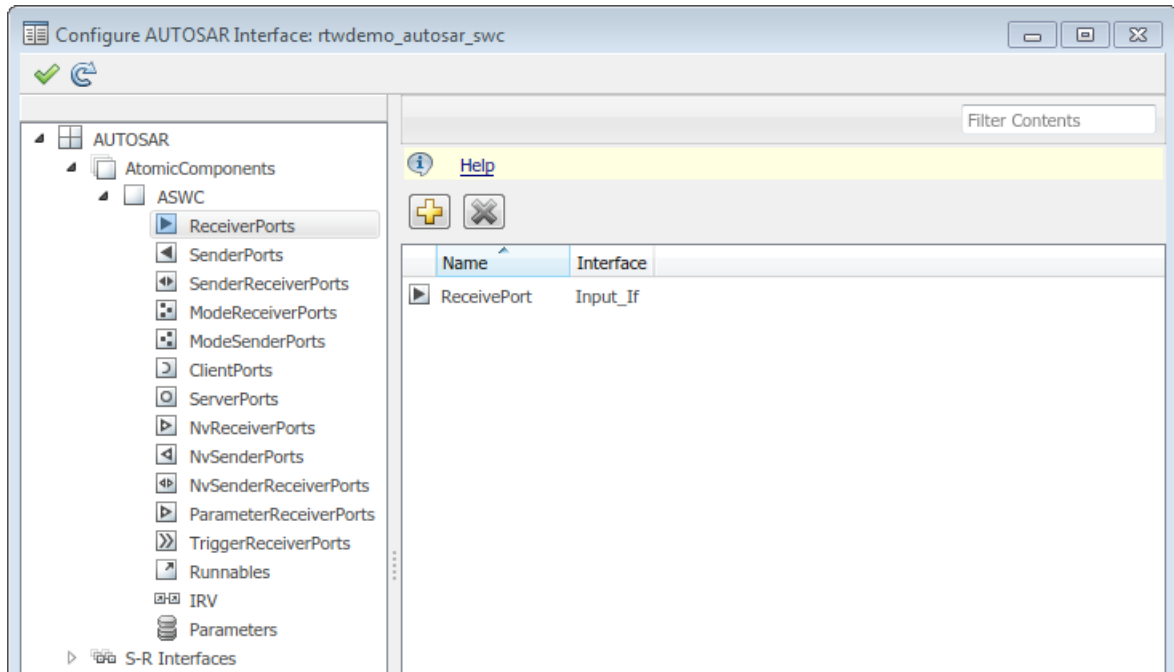 Configure AUTOSAR Interface: rtwdemo_autosar_swc
Filter Contents
AUTOSAR
AtomicComponents
ASWC
ReceiverPorts
SenderPorts
SenderReceiverPorts
ModeReceiverPorts
ModeSenderPorts
ClientPorts
ServerPorts
NvReceiverPorts
NvSenderPorts
NvSenderReceiverPorts
ParameterReceiverPorts
TriggerReceiverPorts
Runnables
IRV
Parameters
S-R Interfaces
Help
Name Interface
ReceivePort Input_If